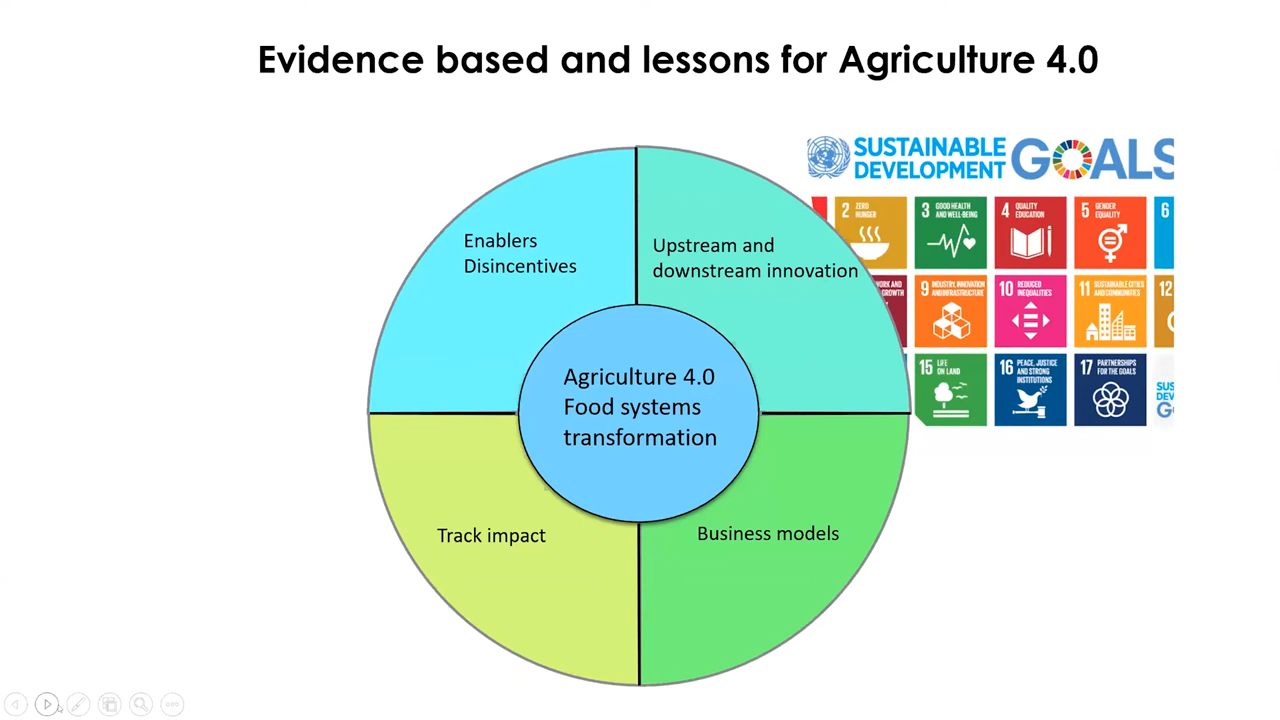 Evidence based and lessons for Agriculture 4.0
SUSTAINABLE
DEVELOPMENT
GOALS
2 ZERO
HUNGER
3 GOOD HEALTH
AND WELL-BEING
4 QUALITY
EDUCATION
5 GENDER
EQUALITY
6
WORK AND
GROWTH
9 INDUSTRY, INNOVATION
AND INFRASTRUCTURE
10 REDUCED
INEQUALITIES
11 SUSTAINABLE CITIES
AND COMMUNITIES
12
15 LIFE
ON LAND
16 PEACE, JUSTICE
AND STRONG
INSTITUTIONS
17 PARTNERSHIPS
FOR THE GOALS
Enablers
Disincentives
Upstream and
downstream innovation
Agriculture 4.0
Food systems
transformation
Track impact
Business models